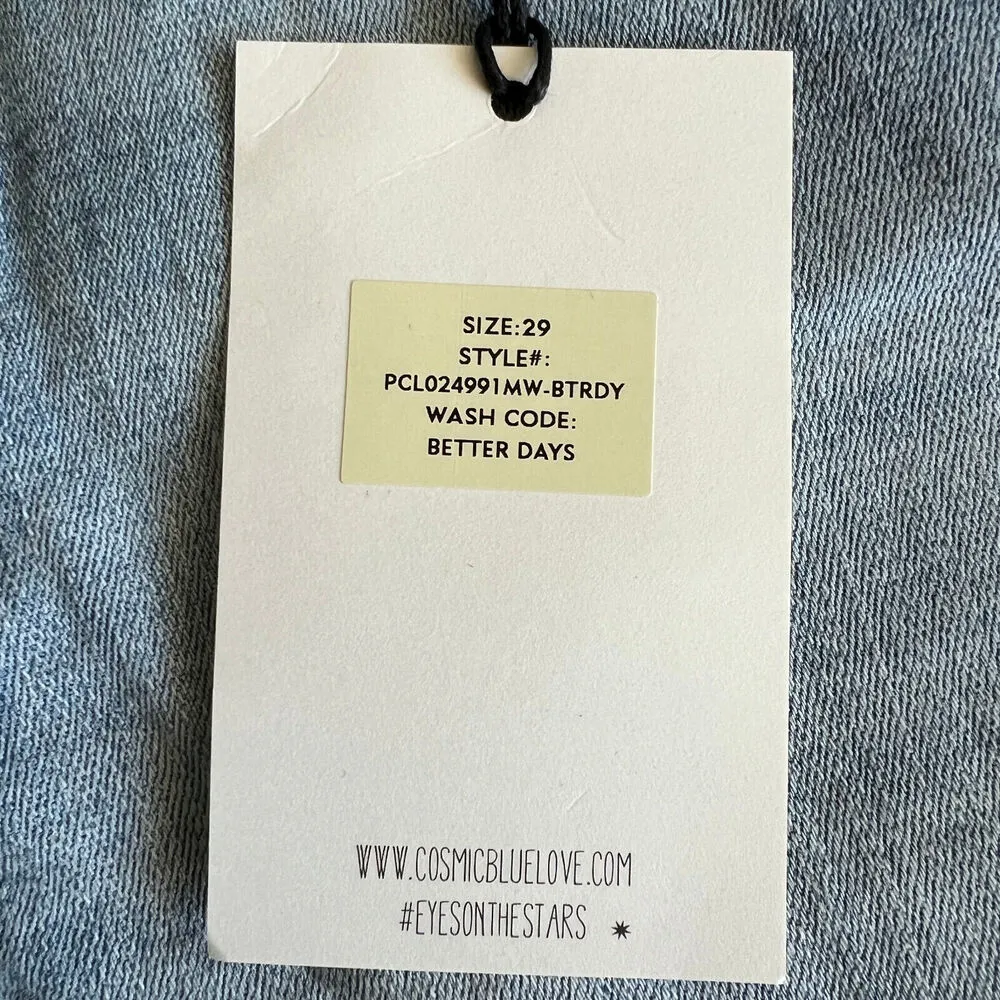 SIZE:29
STYLE#:
PCL024991MW-BTRDY
WASH CODE:
BETTER DAYS
WWW.COSMICBLUELOVE.COM
#EYESONTHESTARS